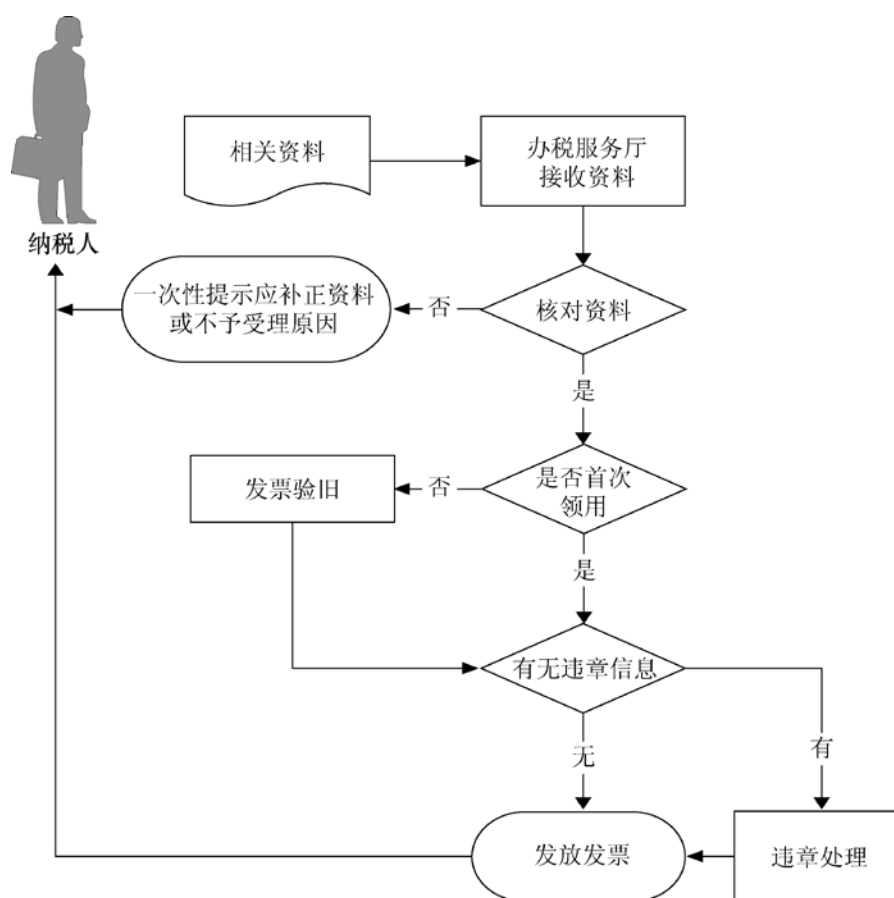 相关资料
办税服务厅
接收资料
纳税人
一次性提示应补正资料
或不予受理原因
否
核对资料
是
发票验旧
否
是否首次
领用
是
有无违章信息
无
有
发放发票
违章处理